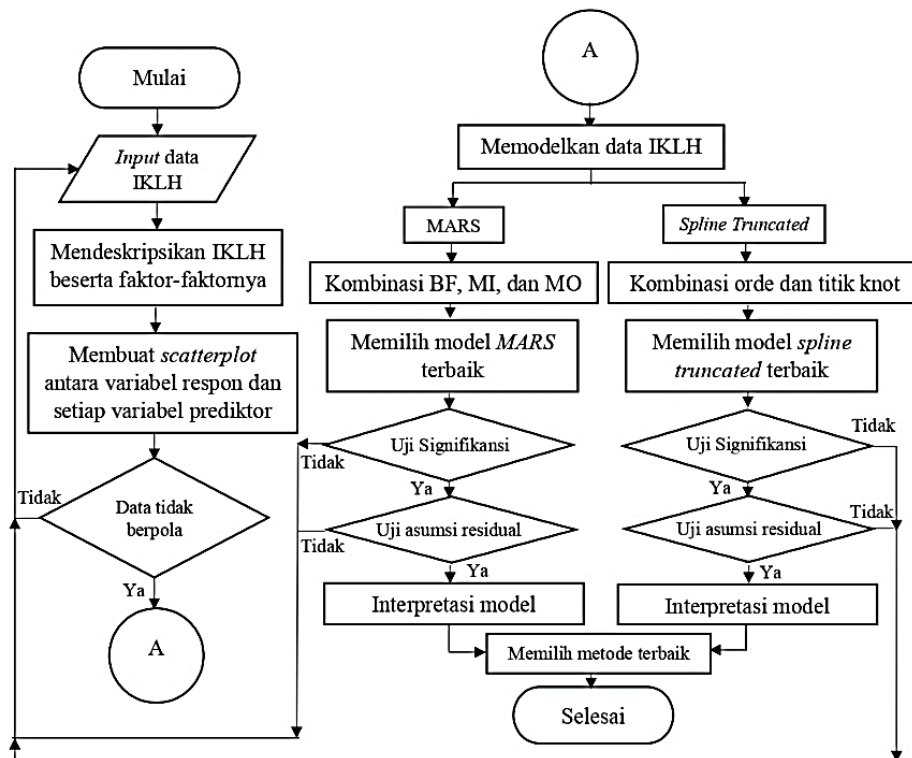 Mulai
Input data
IKLH
Mendeskripsikan IKLH
beserta faktor-faktornya
Membuat scatterplot
antara variabel respon dan
setiap variabel prediktor
Tidak
Data tidak
berpola
Ya
A
A
Memodelkan data IKLH
MARS
Kombinasi BF, MI, dan MO
Memilih model MARS
terbaik
Uji Signifikansi
Tidak
Ya
Uji asumsi residual
Tidak
Ya
Interpretasi model
Spline Truncated
Kombinasi orde dan titik knot
Memilih model spline
truncated terbaik
Tidak
Uji Signifikansi
Ya
Tidak
Uji asumsi residual
Ya
Interpretasi model
Memilih metode terbaik
Selesai